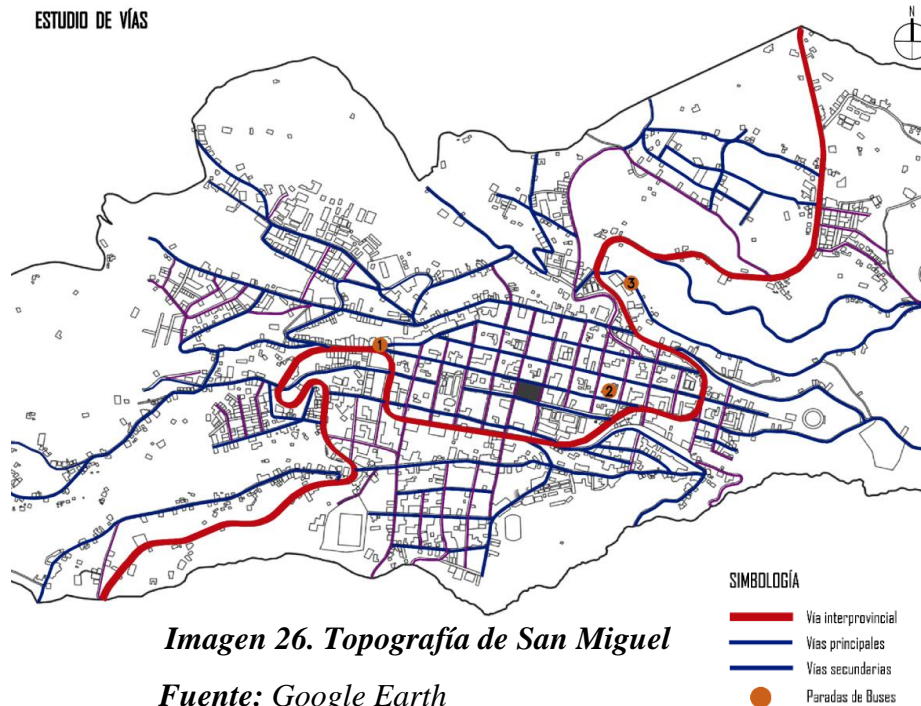 ESTUDIO DE VÍAS
N
3
1
2
SIMBOLOGÍA
Vía interprovincial
Vías principales
Vías secundarias
Paradas de Buses
Imagen 26. Topografía de San Miguel
Fuente: Google Earth